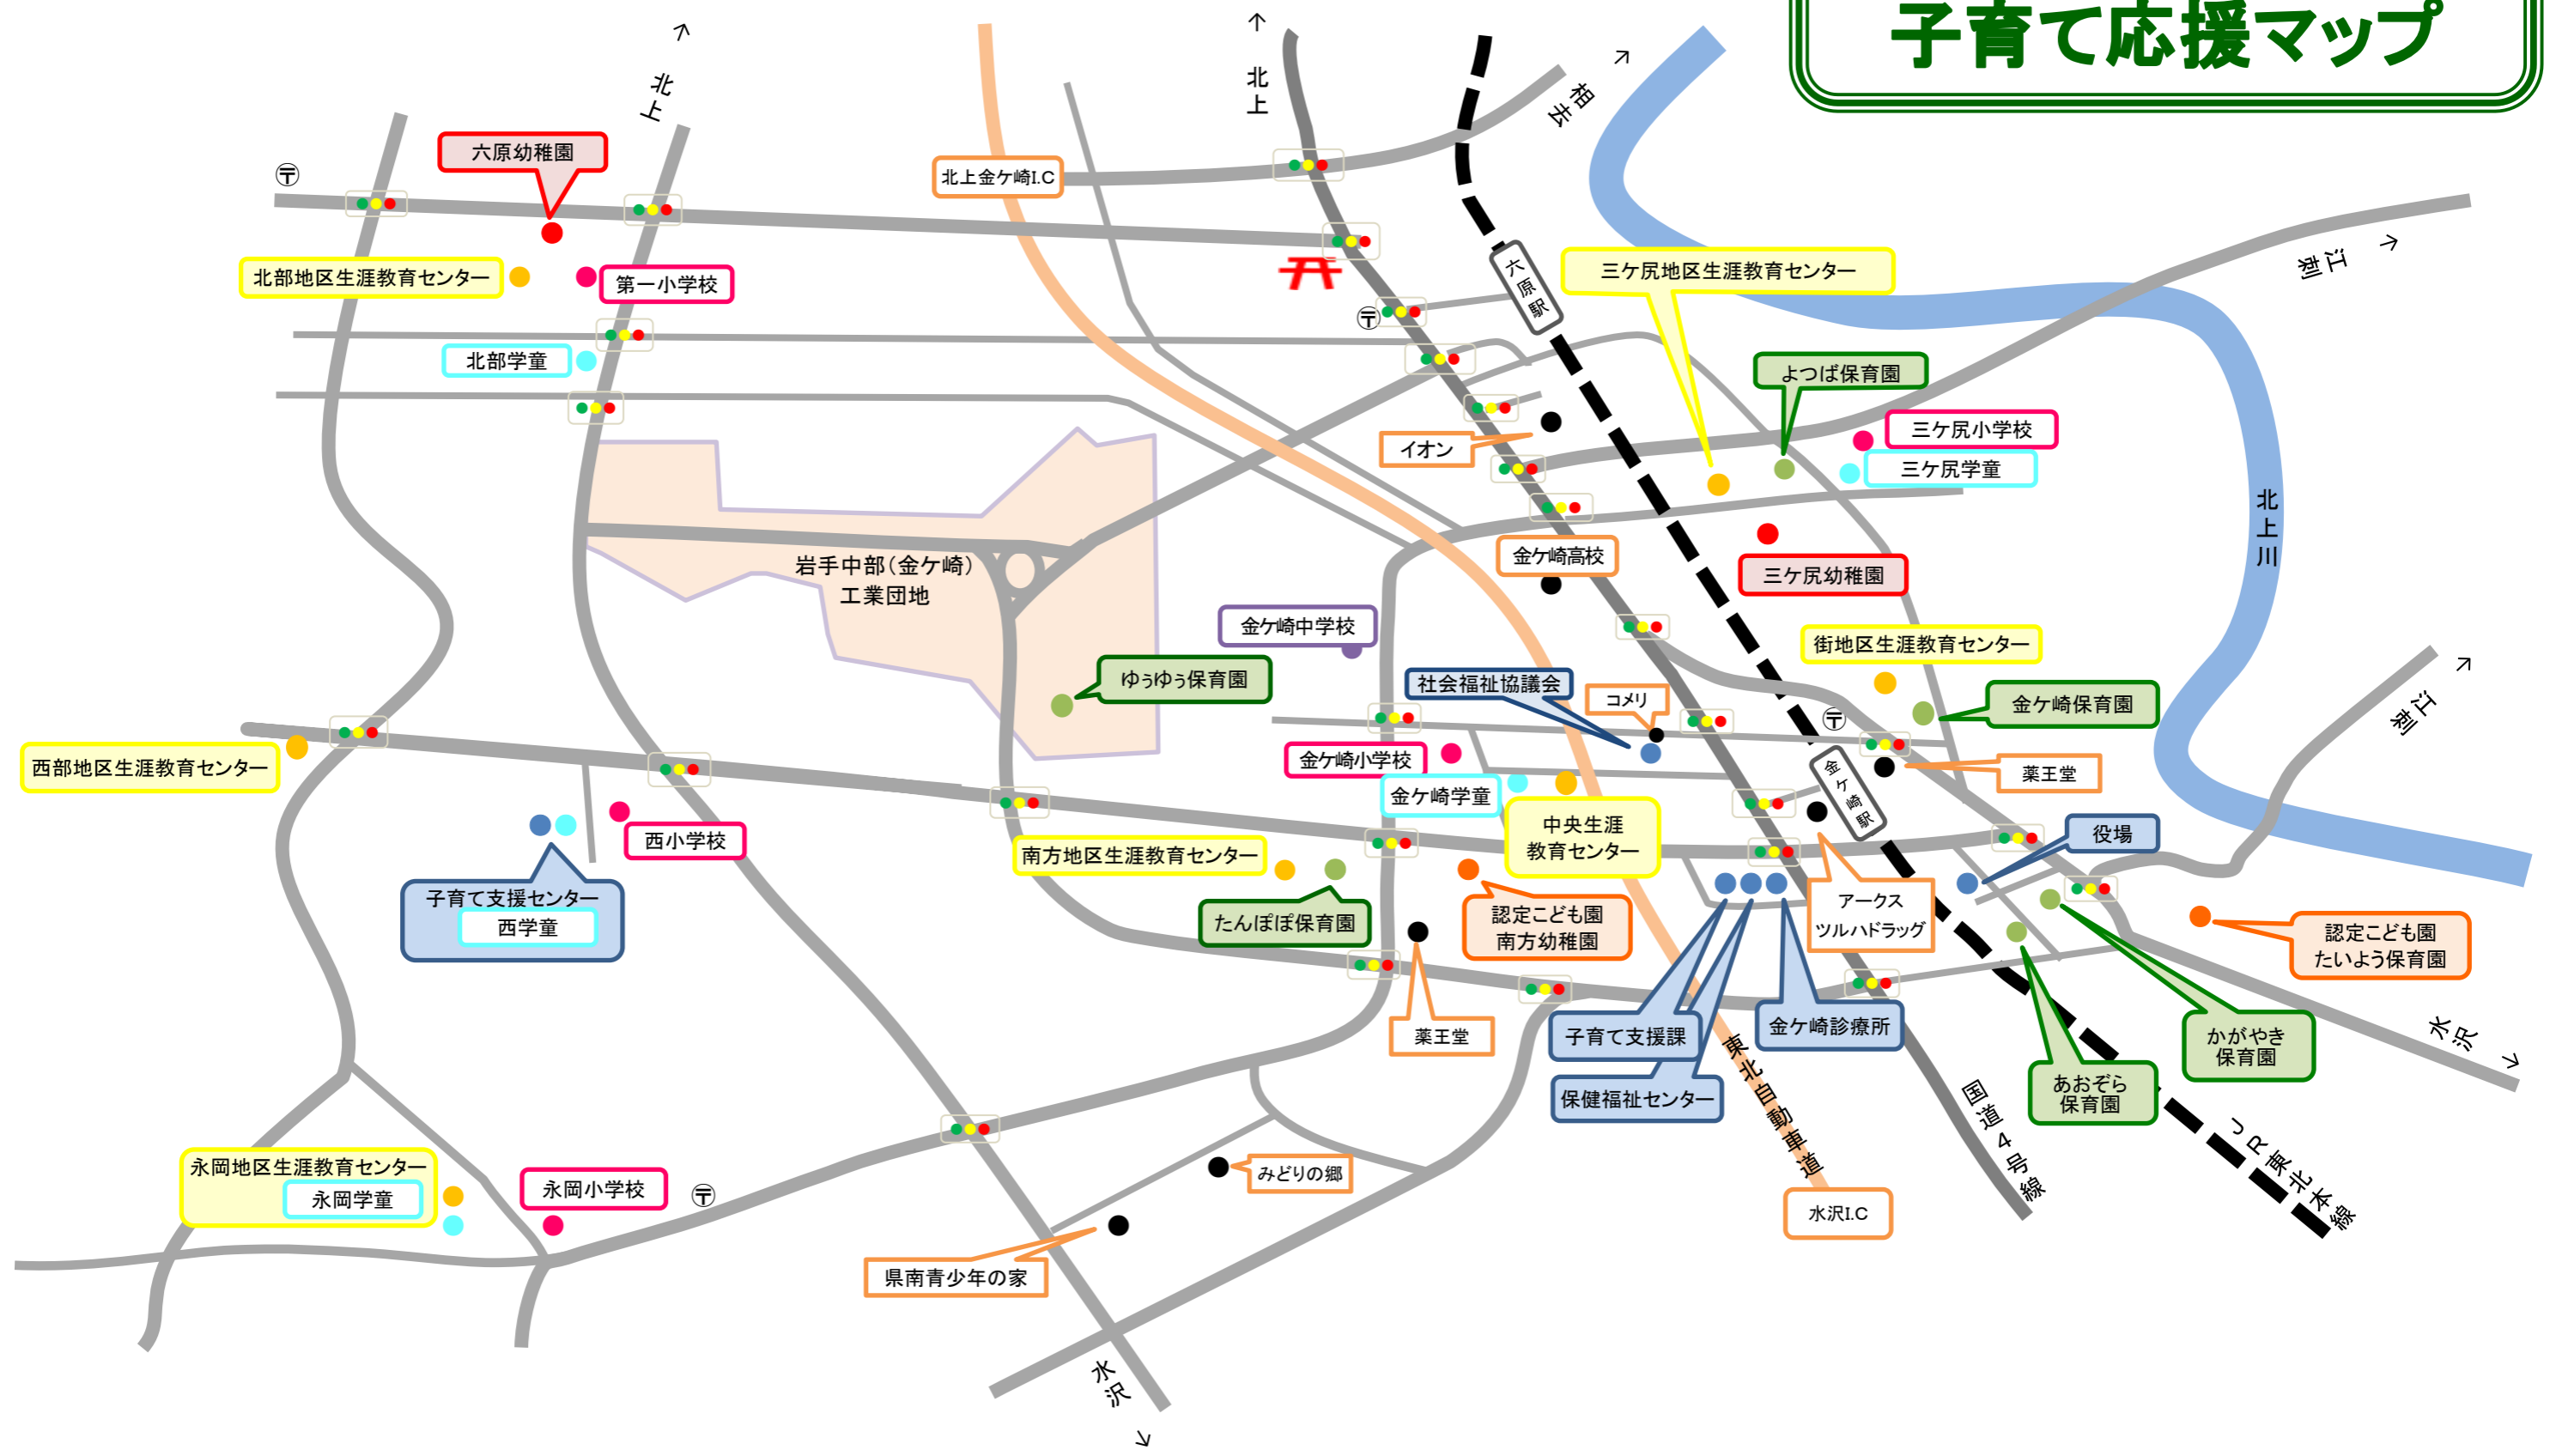 子育て応援マップ
北上
北上
相去
六原幼稚園
北上金ケ崎I.C
北部地区生涯教育センター
第一小学校
六原駅
三ケ尻地区生涯教育センター
江刺
北部学童
よつば保育園
イオン
三ケ尻小学校
三ケ尻学童
北上川
岩手中部(金ケ崎)
工業団地
金ケ崎高校
三ケ尻幼稚園
金ケ崎中学校
街地区生涯教育センター
ゆうゆう保育園
社会福祉協議会
コメリ
金ケ崎保育園
江刺
西部地区生涯教育センター
金ケ崎小学校
金ケ崎駅
薬王堂
金ケ崎学童
西小学校
中央生涯
教育センター
役場
南方地区生涯教育センター
子育て支援センター
西学童
たんぽぽ保育園
認定こども園
南方幼稚園
アークス
ツルハドラッグ
認定こども園
たいよう保育園
薬王堂
子育て支援課
金ケ崎診療所
かがやき
保育園
水沢
保健福祉センター
東北自動車道
国道4号線
あおぞら
保育園
JR東北本線
永岡地区生涯教育センター
永岡学童
永岡小学校
みどりの郷
水沢I.C
県南青少年の家
水沢